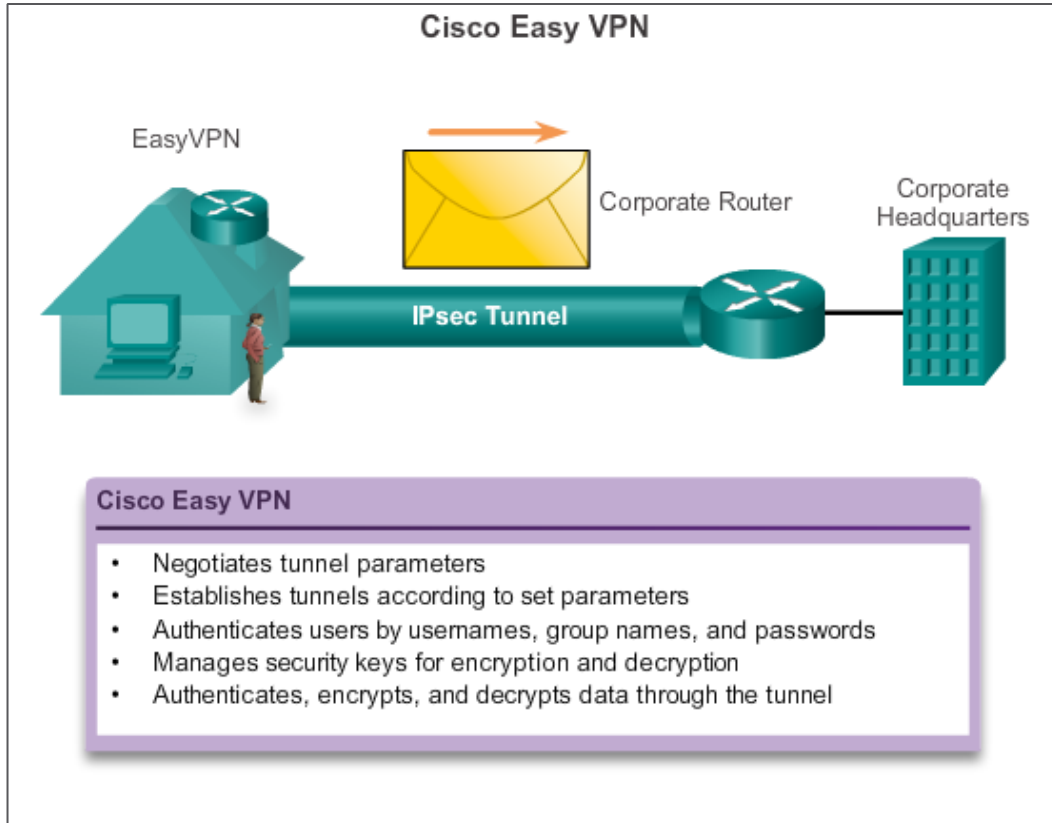 Cisco Easy VPN
EasyVPN
Corporate Router
Corporate
Headquarters
IPsec Tunnel
Cisco Easy VPN
• Negotiates tunnel parameters
• Establishes tunnels according to set parameters
• Authenticates users by usernames, group names, and passwords
• Manages security keys for encryption and decryption
• Authenticates, encrypts, and decrypts data through the tunnel